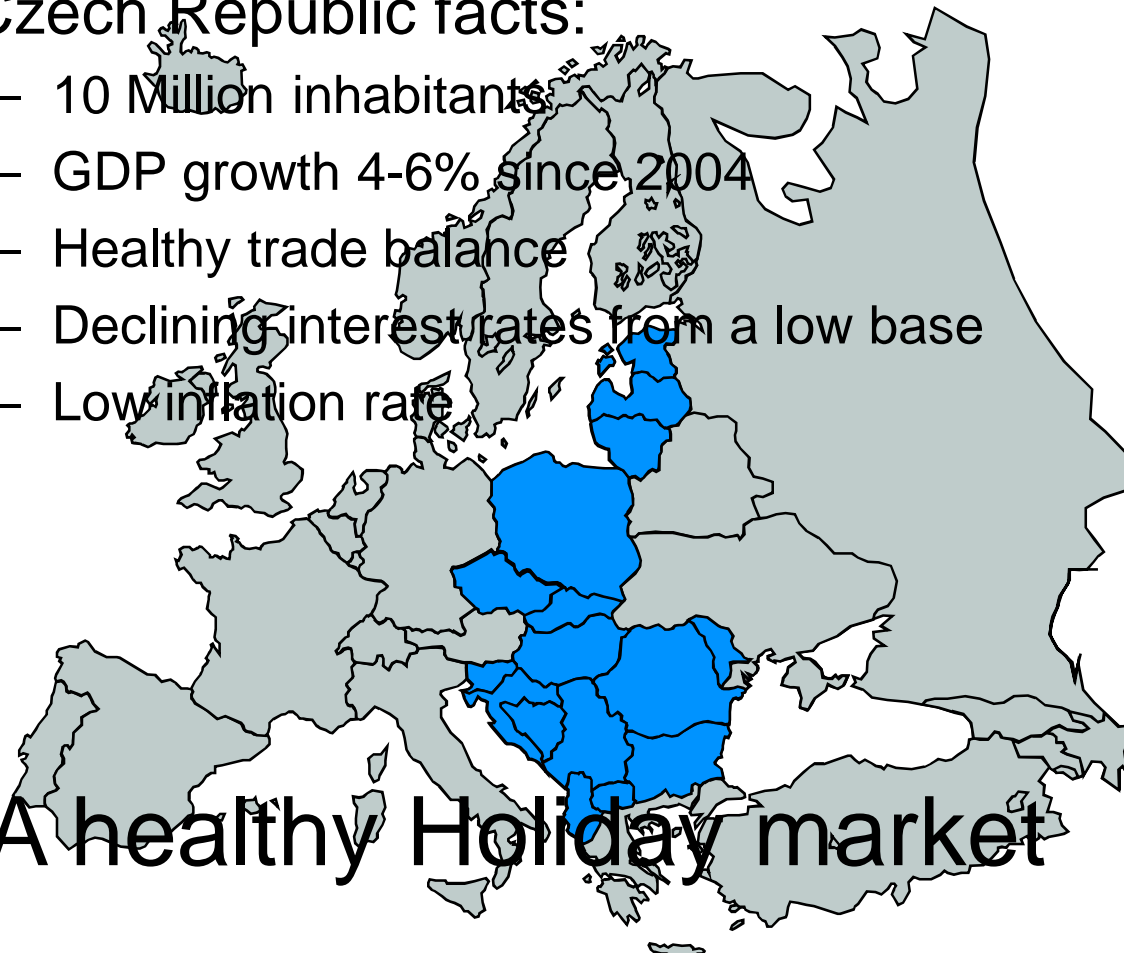 Czech Republic facts:
– 10 Million inhabitants
– GDP growth 4-6% since 2004
– Healthy trade balance
– Declining interest rates from a low base
– Low inflation rate
A healthy Holiday market